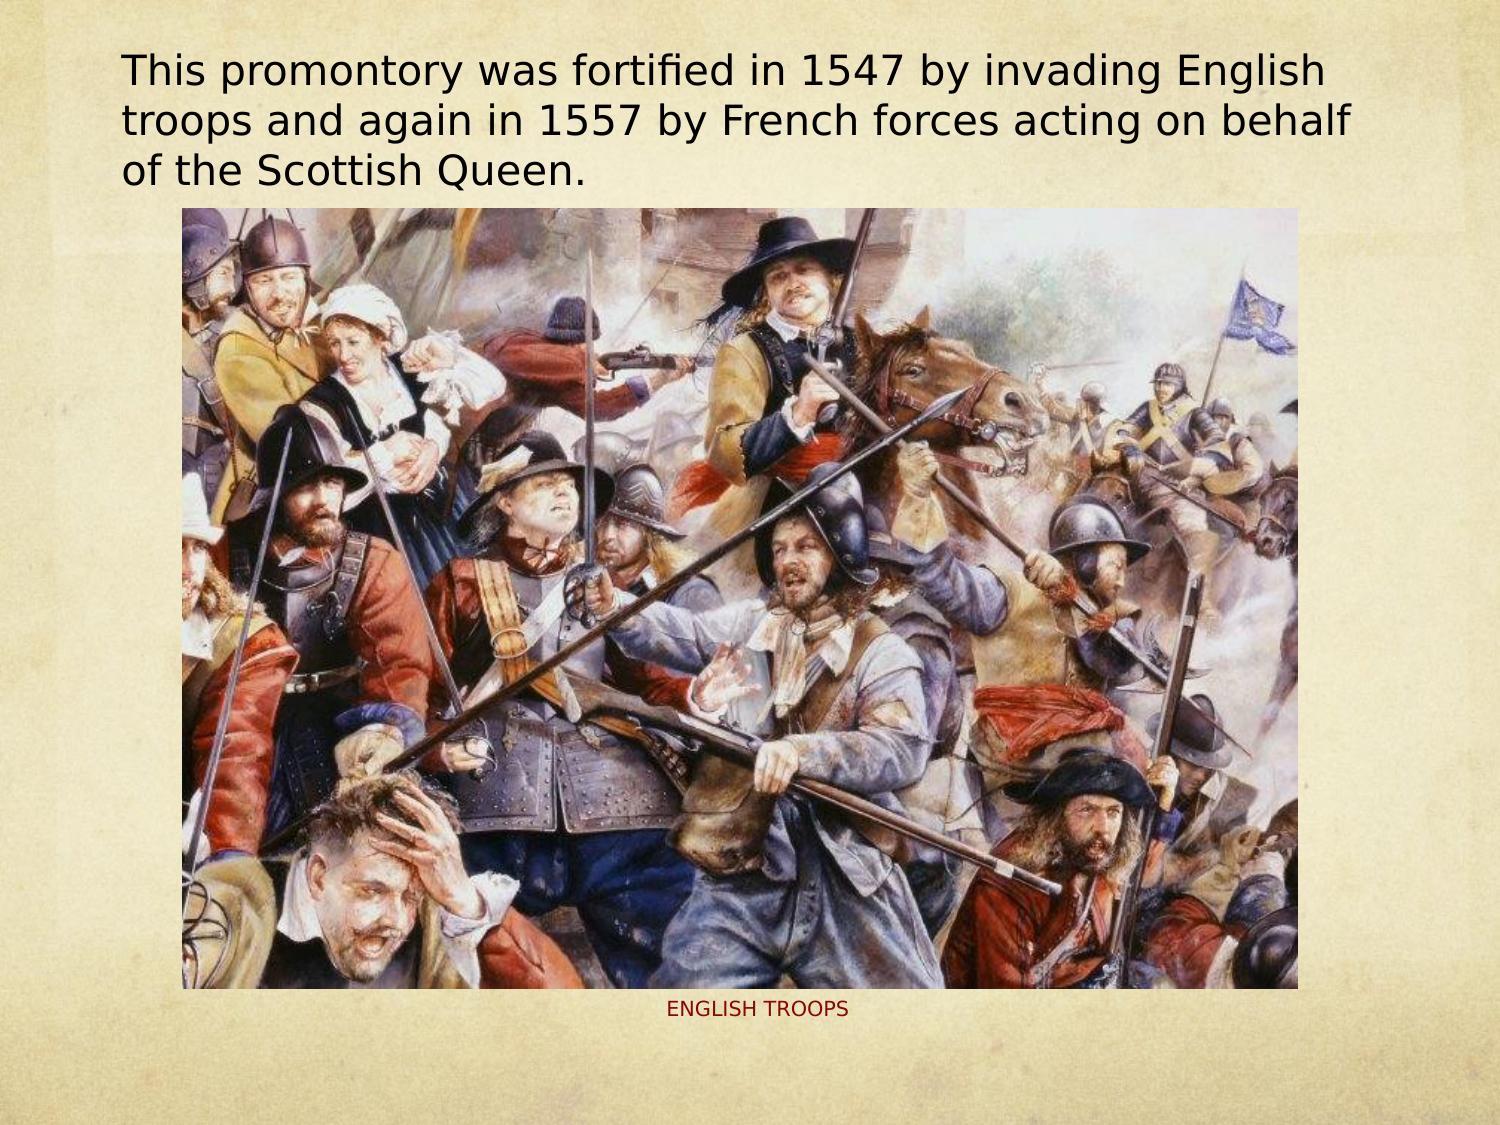 This promontory was fortified in 1547 by invading English
troops and again in 1557 by French forces acting on behalf
of the Scottish Queen.
ENGLISH TROOPS